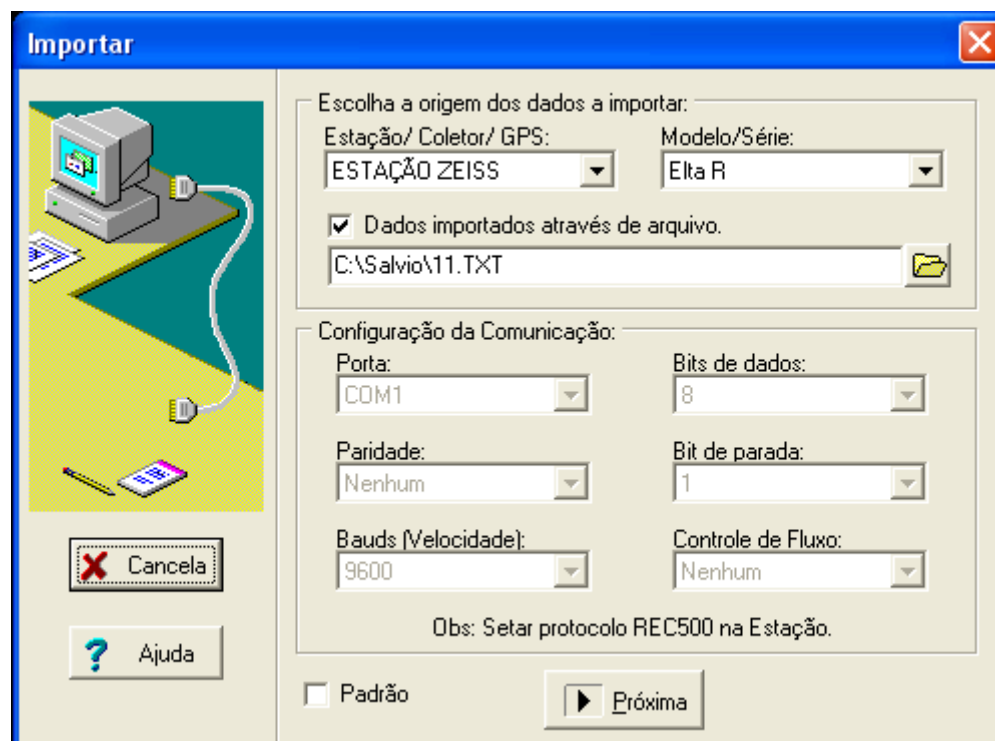 Importar
Escolha a origem dos dados a importar:
Estação/ Coletor/ GPS: Modelo/Série:
ESTAÇÃO ZEISS Elta R
Dados importados através de arquivo.
C:\Salvio\11.TXT
Configuração da Comunicação:
Porta: Bits de dados:
COM1 8
Paridade: Bit de parada:
Nenhum 1
Bauds (Velocidade): Controle de Fluxo:
9600 Nenhum
Obs: Setar protocolo REC500 na Estação.
Cancela
Ajuda
Padrão Próxima